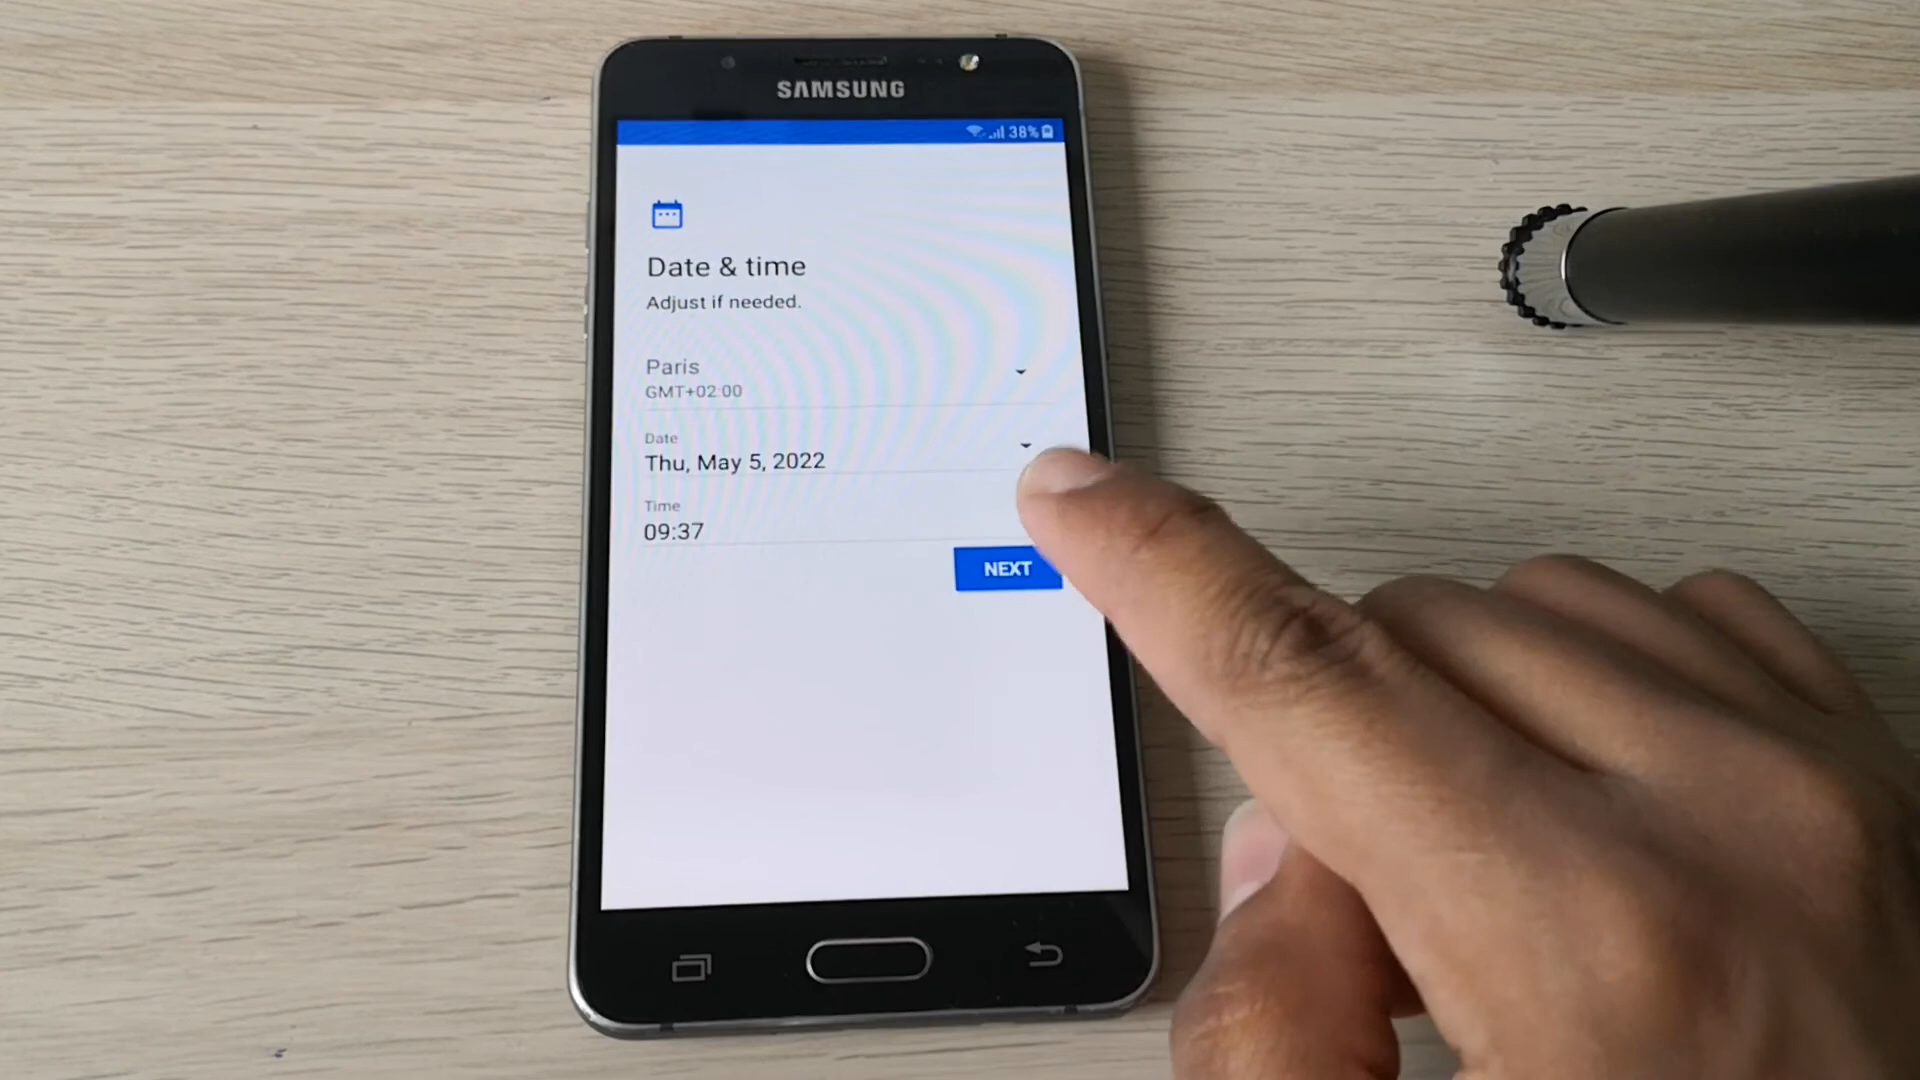 SAMSUNG
38%
Date & time
Adjust if needed.
Paris
GMT+02:00
Date
Thu, May 5, 2022
Time
09:37
NEXT